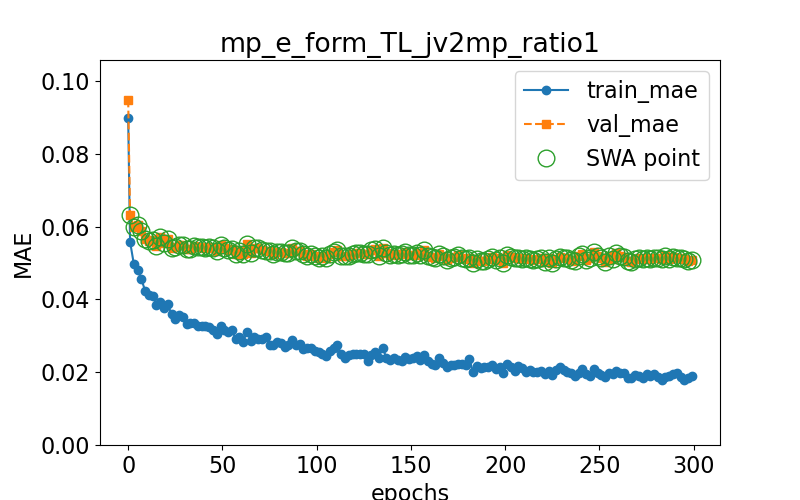 mp_e_form_TL_jv2mp_ratio1
train_mae
val_mae
SWA point
MAE
0.10
0.08
0.06
0.04
0.02
0.00
0 50 100 150 200 250 300
epochs